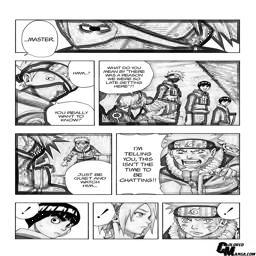 ...MASTER.
HMM...
WHAT DO YOU
MEAN BY "THERE
WAS A REASON
WE WERE SO
LATE GETTING
HERE"?!
YOU REALLY
WANT TO
KNOW?
I'M
TELLING
YOU, THIS
ISN'T THE
TIME TO BE
CHATTING!!
JUST BE
QUIET AND
WATCH
HIM...
!
!
!
COLORED
MANGA.COM